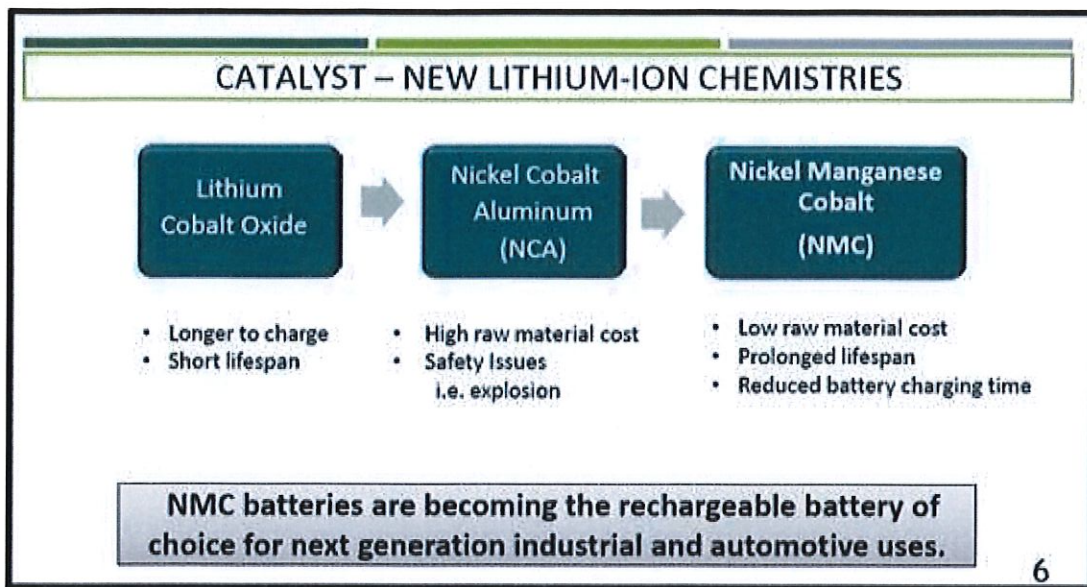 CATALYST – NEW LITHIUM-ION CHEMISTRIES
Lithium
Cobalt Oxide
• Longer to charge
• Short lifespan
Nickel Cobalt
Aluminum
(NCA)
• High raw material cost
• Safety Issues
i.e. explosion
Nickel Manganese
Cobalt
(NMC)
• Low raw material cost
• Prolonged lifespan
• Reduced battery charging time
NMC batteries are becoming the rechargeable battery of
choice for next generation industrial and automotive uses.
6